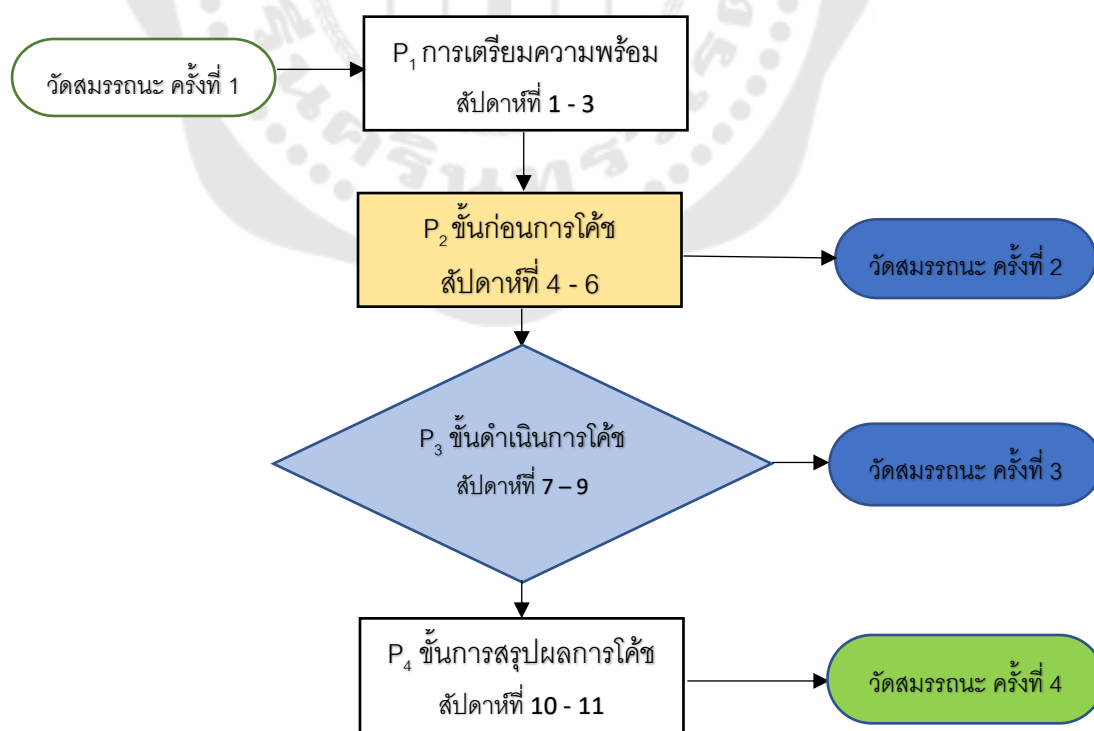 P₁ การเตรียมความพร้อม
สัปดาห์ที่ 1 - 3
วัดสมรรถนะ ครั้งที่ 1
P₂ ขั้นก่อนการโค้ช
สัปดาห์ที่ 4 - 6
วัดสมรรถนะ ครั้งที่ 2
P₃ ขั้นดำเนินการโค้ช
สัปดาห์ที่ 7 – 9
วัดสมรรถนะ ครั้งที่ 3
P₄ ขั้นการสรุปผลการโค้ช
สัปดาห์ที่ 10 - 11
วัดสมรรถนะ ครั้งที่ 4